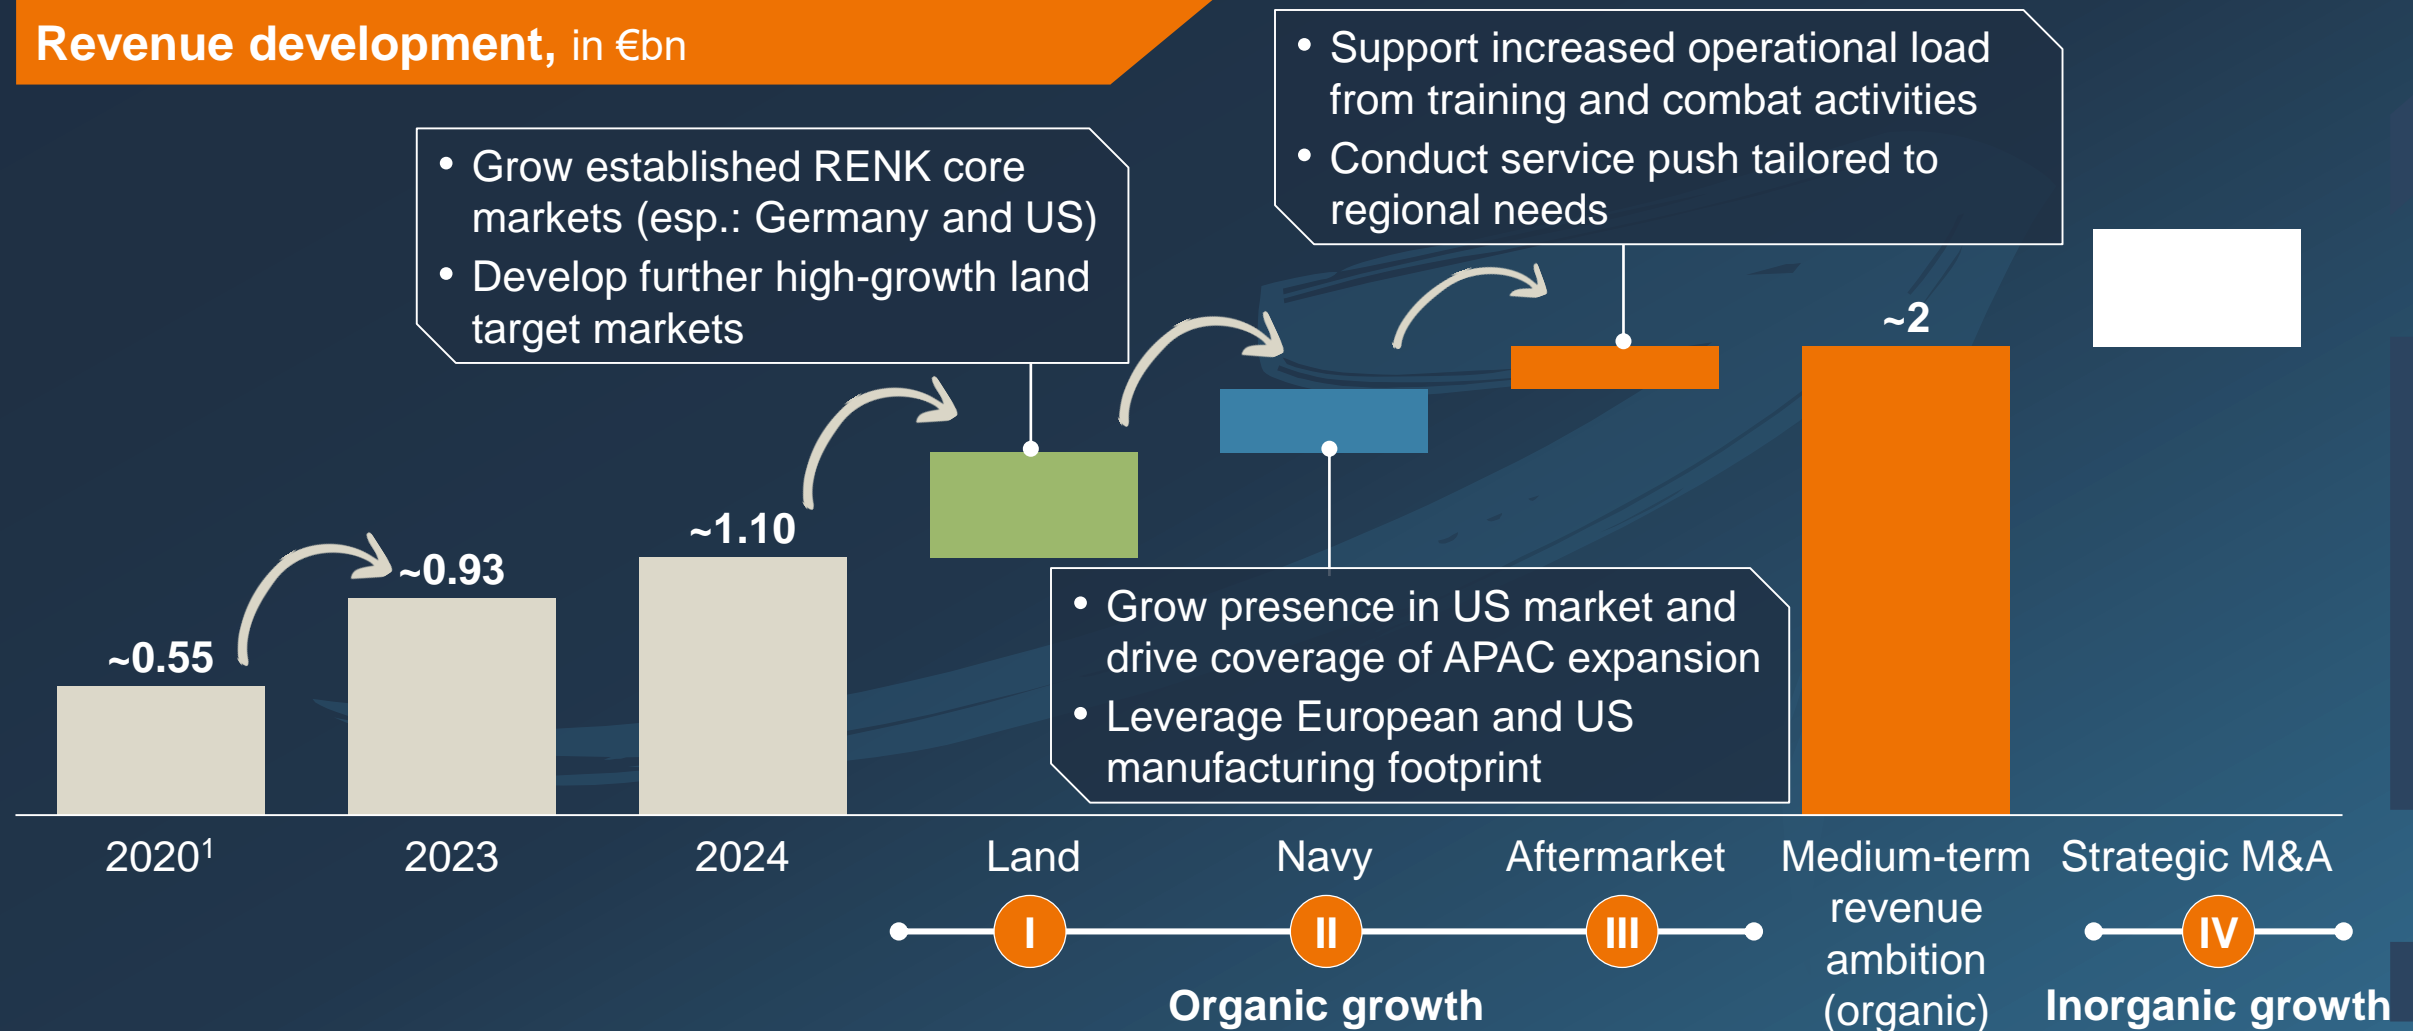 Revenue development, in €bn
• Support increased operational load
from training and combat activities
• Conduct service push tailored to
regional needs
• Grow established RENK core
markets (esp.: Germany and US)
• Develop further high-growth land
target markets
~0.55
~0.93
~1.10
~2
• Grow presence in US market and
drive coverage of APAC expansion
• Leverage European and US
manufacturing footprint
2020¹
2023
2024
Land
Navy
Aftermarket
Medium-term
revenue
ambition
(organic)
Strategic M&A
I
II
III
IV
Organic growth
Inorganic growth